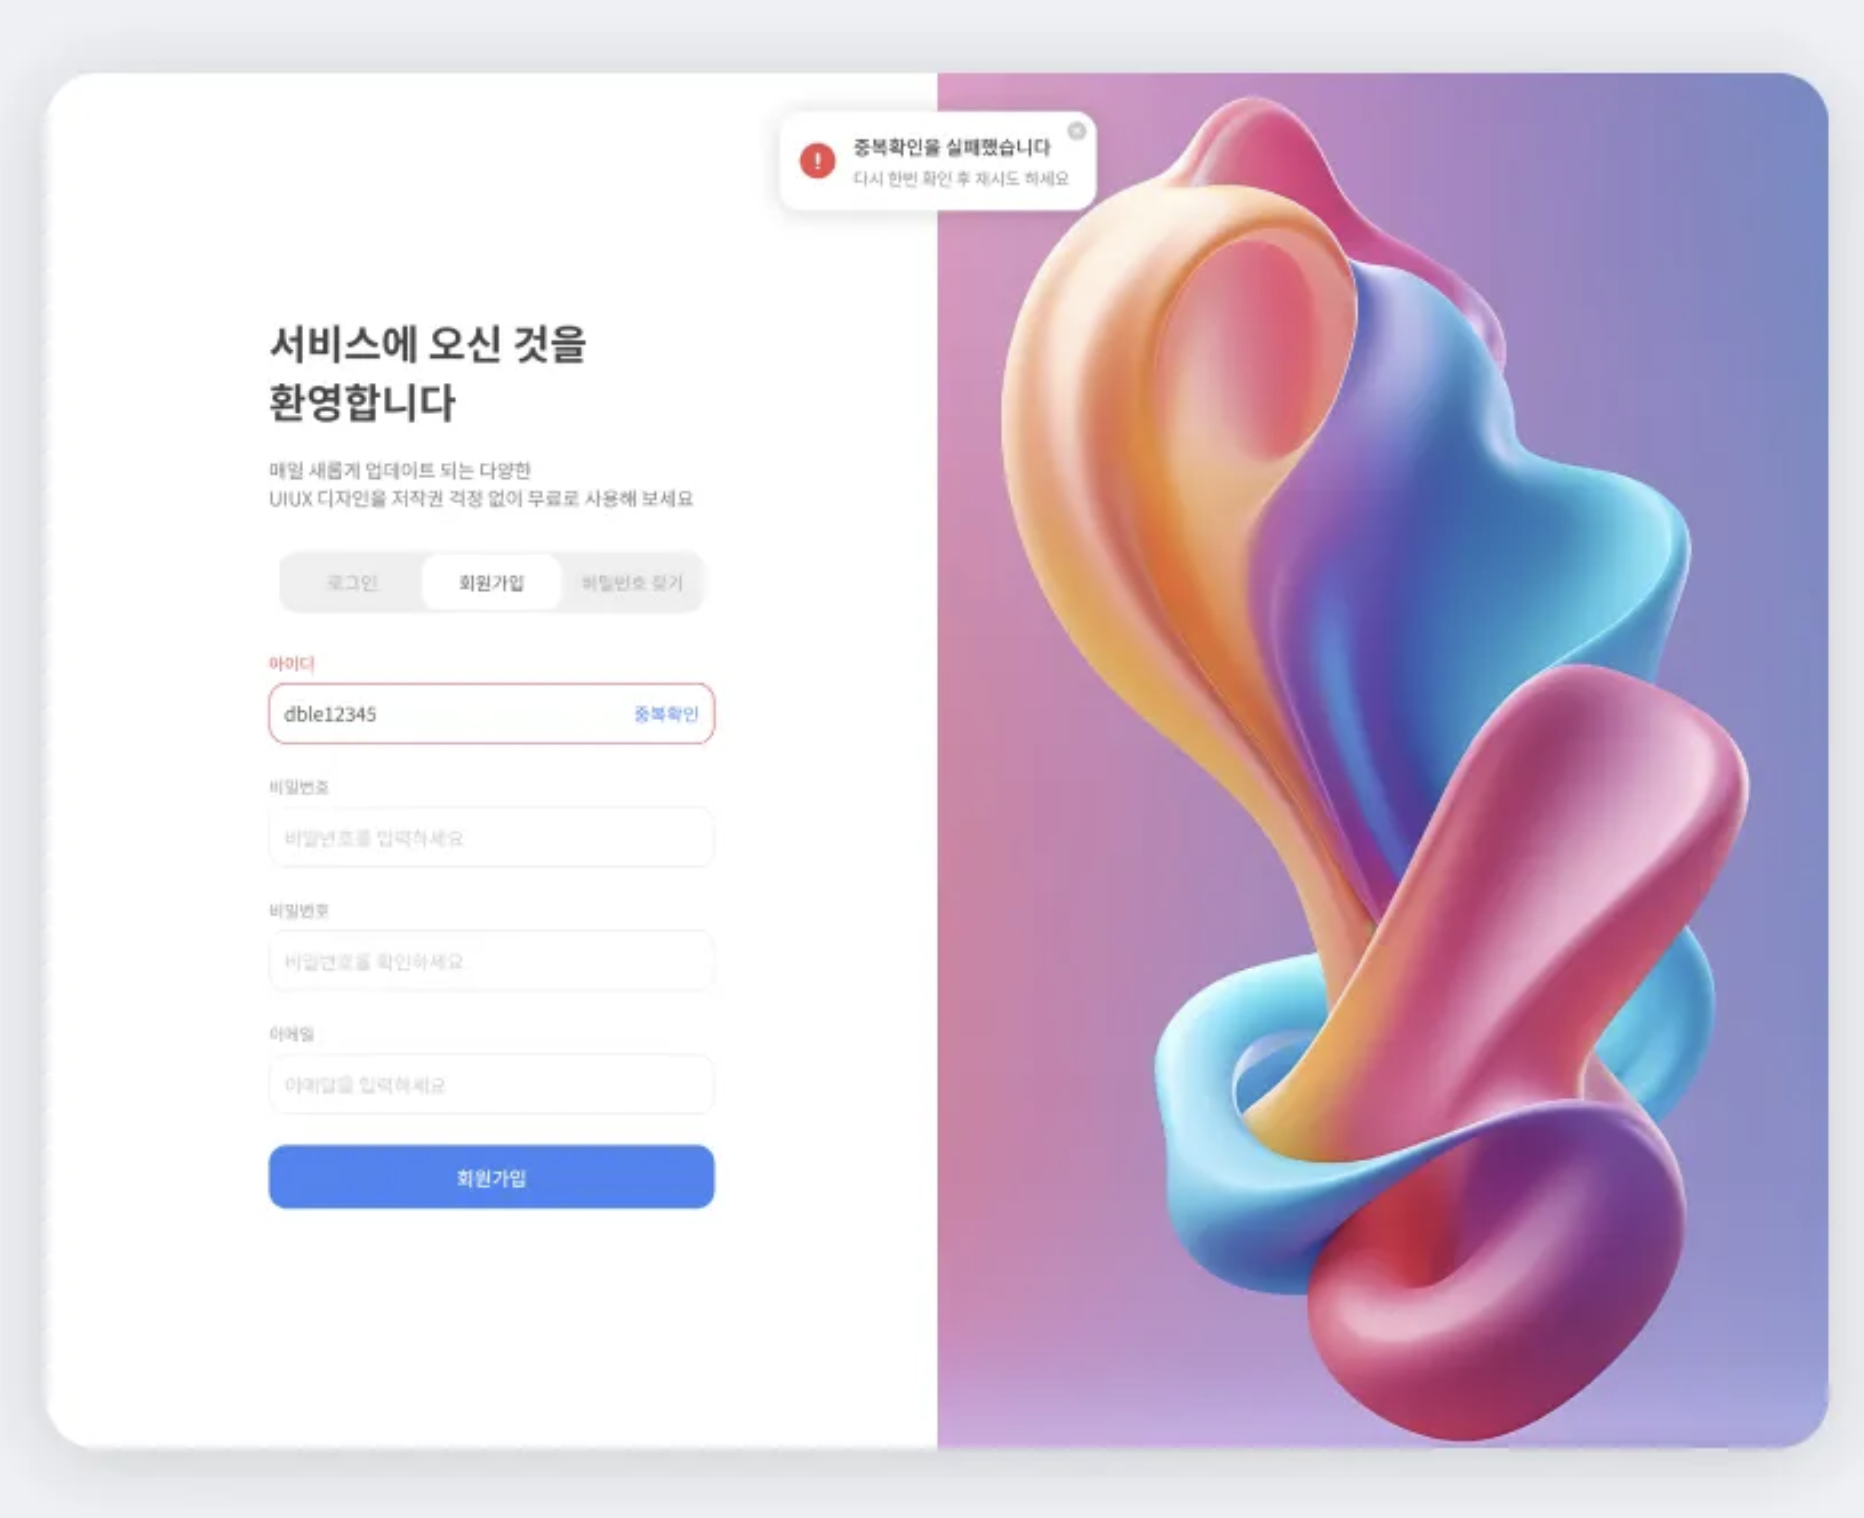 중복확인을 실패했습니다
다시 한번 확인 후 재시도 하세요
서비스에 오신 것을
환영합니다
매일 새롭게 업데이트 되는 다양한
UIUX 디자인을 저작권 걱정 없이 무료로 사용해 보세요
로그인 회원가입 비밀번호 찾기
아이디
dble12345 중복확인
비밀번호
비밀번호를 입력하세요
비밀번호
비밀번호를 확인하세요
이메일
이메일을 입력하세요
회원가입